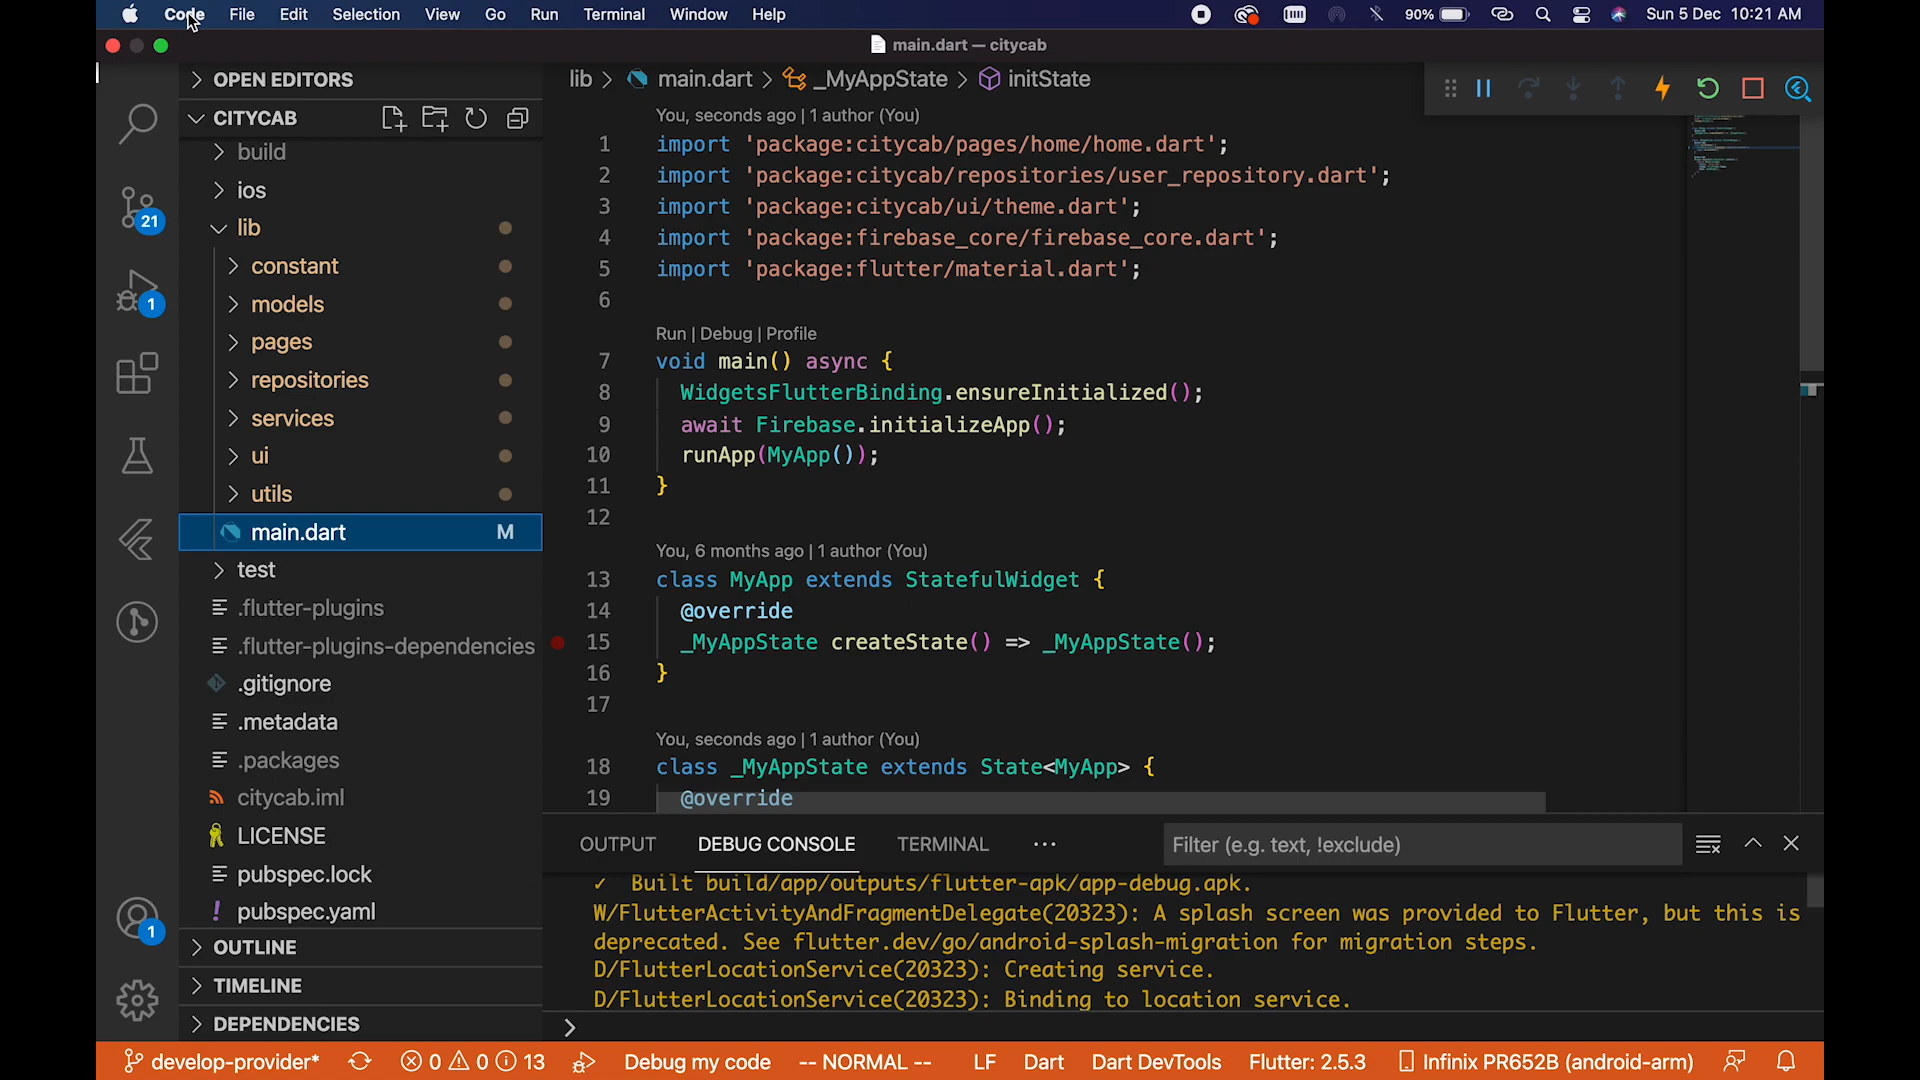 Code File Edit Selection View Go Run Terminal Window Help 90% Sun 5 Dec 10:21 AM
main.dart — citycab
OPEN EDITORS
CITYCAB
build
ios
lib
constant
models
pages
repositories
services
ui
utils
main.dart M
test
.flutter-plugins
.flutter-plugins-dependencies
.gitignore
.metadata
.packages
citycab.iml
LICENSE
pubspec.lock
! pubspec.yaml
OUTLINE
TIMELINE
DEPENDENCIES
21
1
1
lib > main.dart > _MyAppState > initState
You, seconds ago | 1 author (You)
1 import 'package:citycab/pages/home/home.dart';
2 import 'package:citycab/repositories/user_repository.dart';
3 import 'package:citycab/ui/theme.dart';
4 import 'package:firebase_core/firebase_core.dart';
5 import 'package:flutter/material.dart';
6
Run | Debug | Profile
7 void main() async {
8 WidgetsFlutterBinding.ensureInitialized();
9 await Firebase.initializeApp();
10 runApp(MyApp());
11 }
12
You, 6 months ago | 1 author (You)
13 class MyApp extends StatefulWidget {
14 @override
15 _MyAppState createState() => _MyAppState();
16 }
17
You, seconds ago | 1 author (You)
18 class _MyAppState extends State<MyApp> {
19 @override
OUTPUT DEBUG CONSOLE TERMINAL ··· Filter (e.g. text, !exclude)
✓ Built build/app/outputs/flutter-apk/app-debug.apk.
W/FlutterActivityAndFragmentDelegate(20323): A splash screen was provided to Flutter, but this is
deprecated. See flutter.dev/go/android-splash-migration for migration steps.
D/FlutterLocationService(20323): Creating service.
D/FlutterLocationService(20323): Binding to location service.
develop-provider* 0 0 13 Debug my code -- NORMAL -- LF Dart Dart DevTools Flutter: 2.5.3 Infinix PR652B (android-arm)